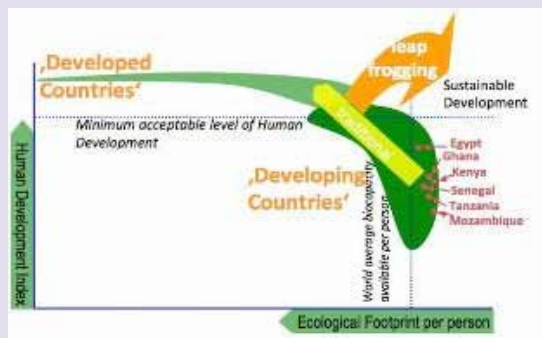 leap
frogging
‚Developed
Countries‘
Sustainable
Development
Minimum acceptable level of Human
Development
traditional
Egypt
Ghana
Kenya
Senegal
Tanzania
Mozambique
‚Developing
Countries‘
World average biocapacity
available per person
Human Development Index
Ecological Footprint per person